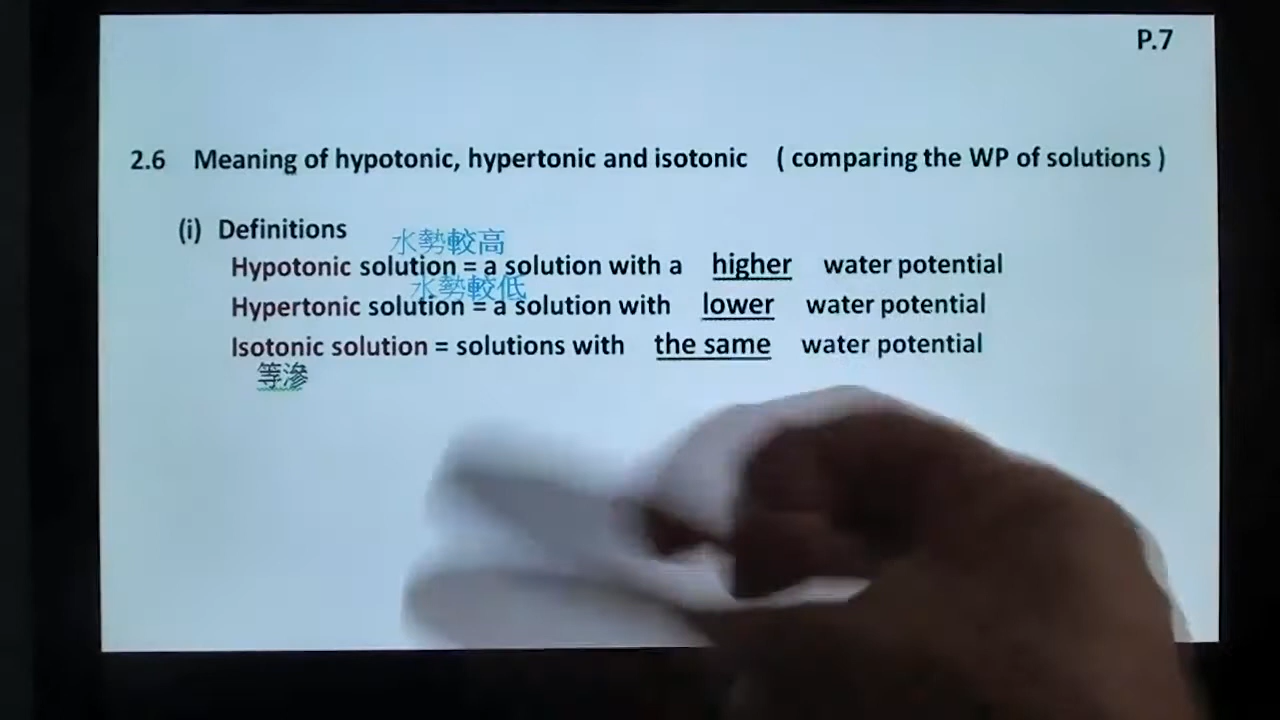 P.7
2.6 Meaning of hypotonic, hypertonic and isotonic ( comparing the WP of solutions )
(i) Definitions
水勢較高
Hypotonic solution = a solution with a higher water potential
水勢較低
Hypertonic solution = a solution with lower water potential
Isotonic solution = solutions with the same water potential
等滲